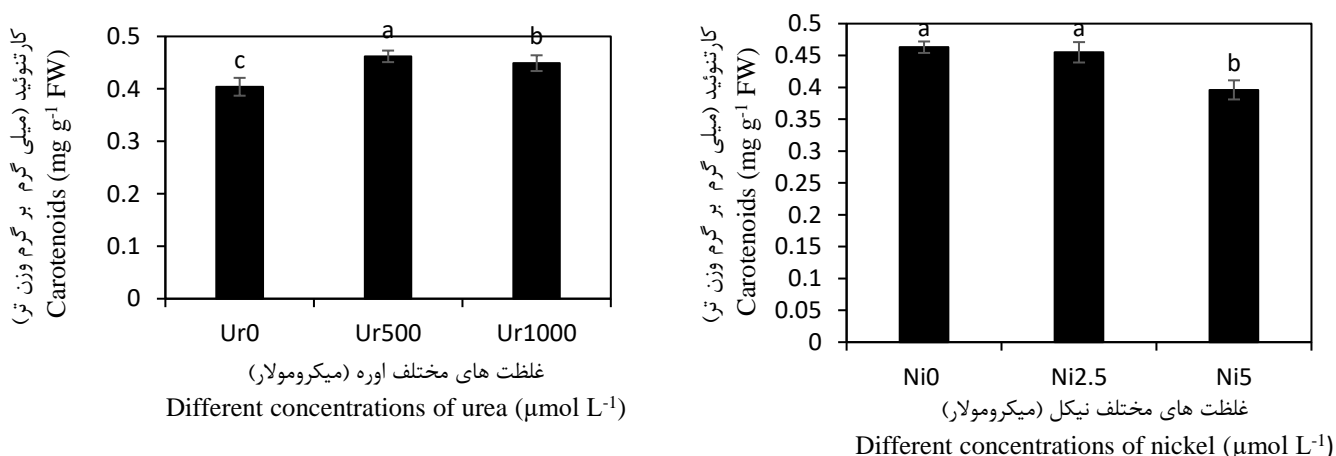 کارتنوئید (میلی گرم بر گرم وزن تر)
Carotenoids (mg g-1 FW)
0.5
0.4
0.3
0.2
0.1
0
c
a
b
Ur0
Ur500
Ur1000
غلظت های مختلف اوره (میکرومولار)
Different concentrations of urea (µmol L-1)
کارتنوئید (میلی گرم بر گرم وزن تر)
Carotenoids (mg g-1 FW)
0.5
0.45
0.4
0.35
0.3
0.25
0.2
0.15
0.1
0.05
0
a
a
b
Ni0
Ni2.5
Ni5
غلظت های مختلف نیکل (میکرومولار)
Different concentrations of nickel (µmol L-1)